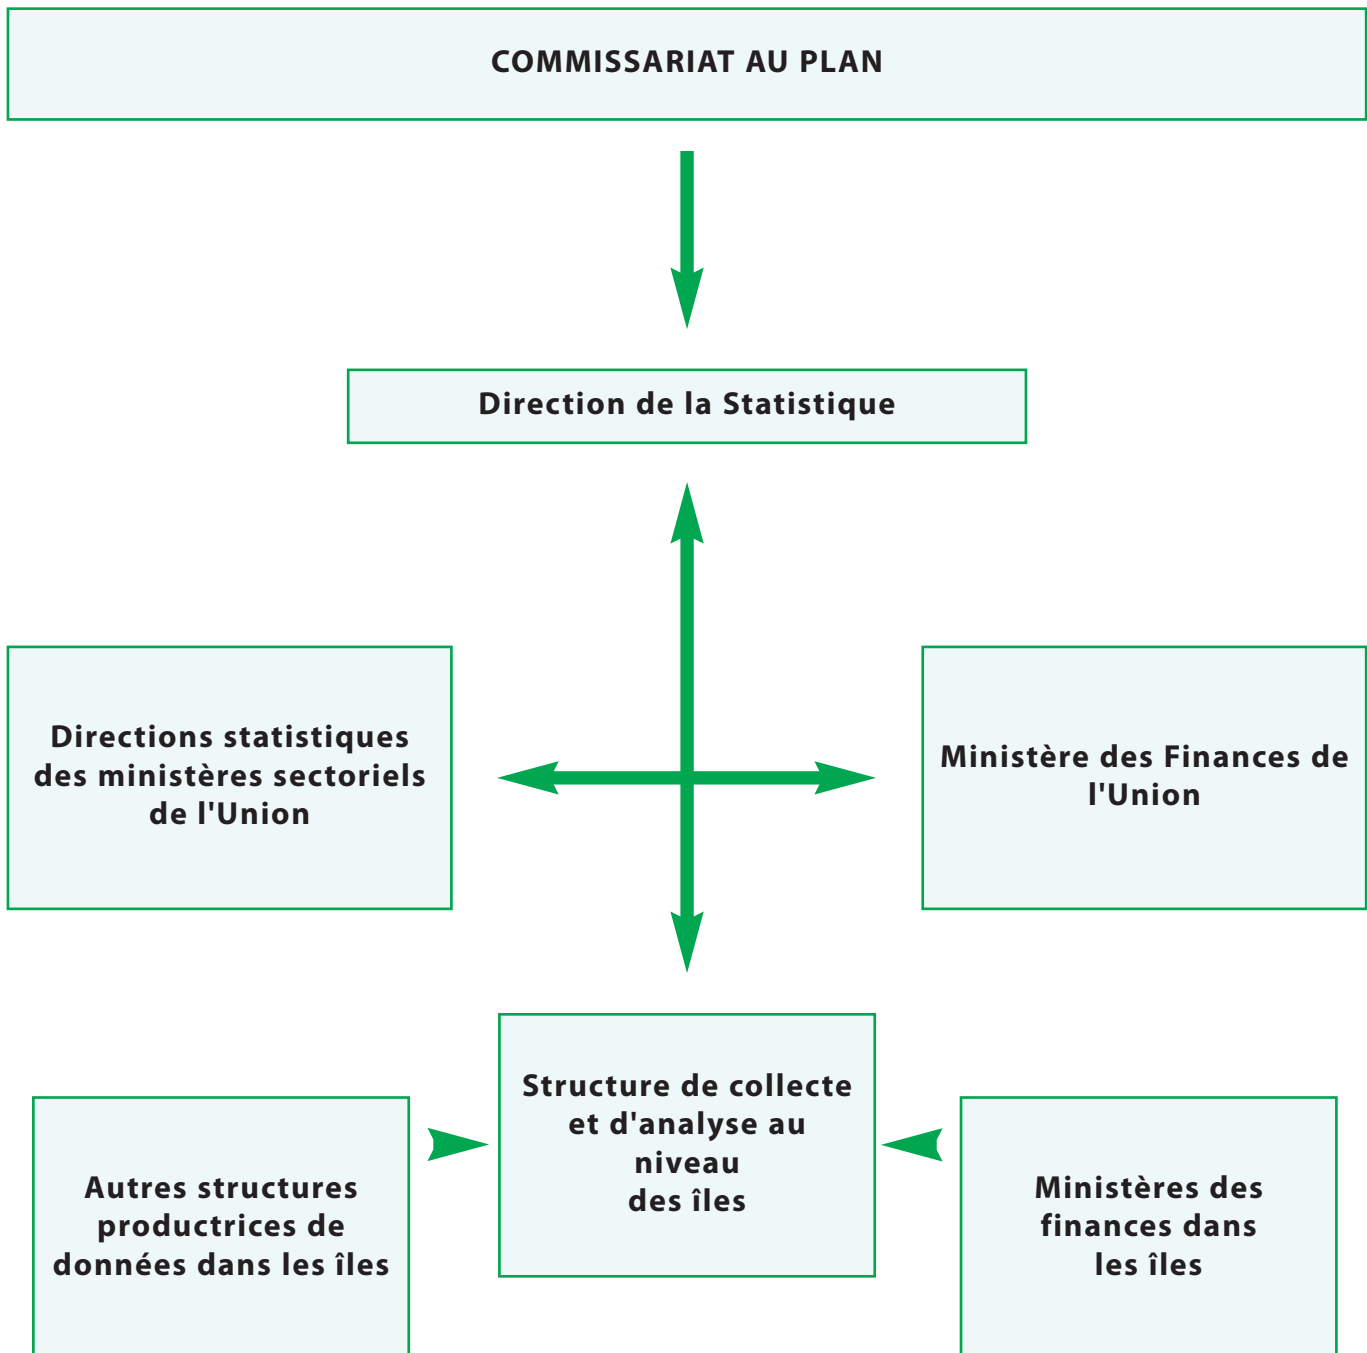 COMMISSARIAT AU PLAN
Direction de la Statistique
Directions statistiques
des ministères sectoriels
de l'Union
Ministère des Finances de
l'Union
Structure de collecte
et d'analyse au
niveau
des îles
Autres structures
productrices de
données dans les îles
Ministères des
finances dans
les îles